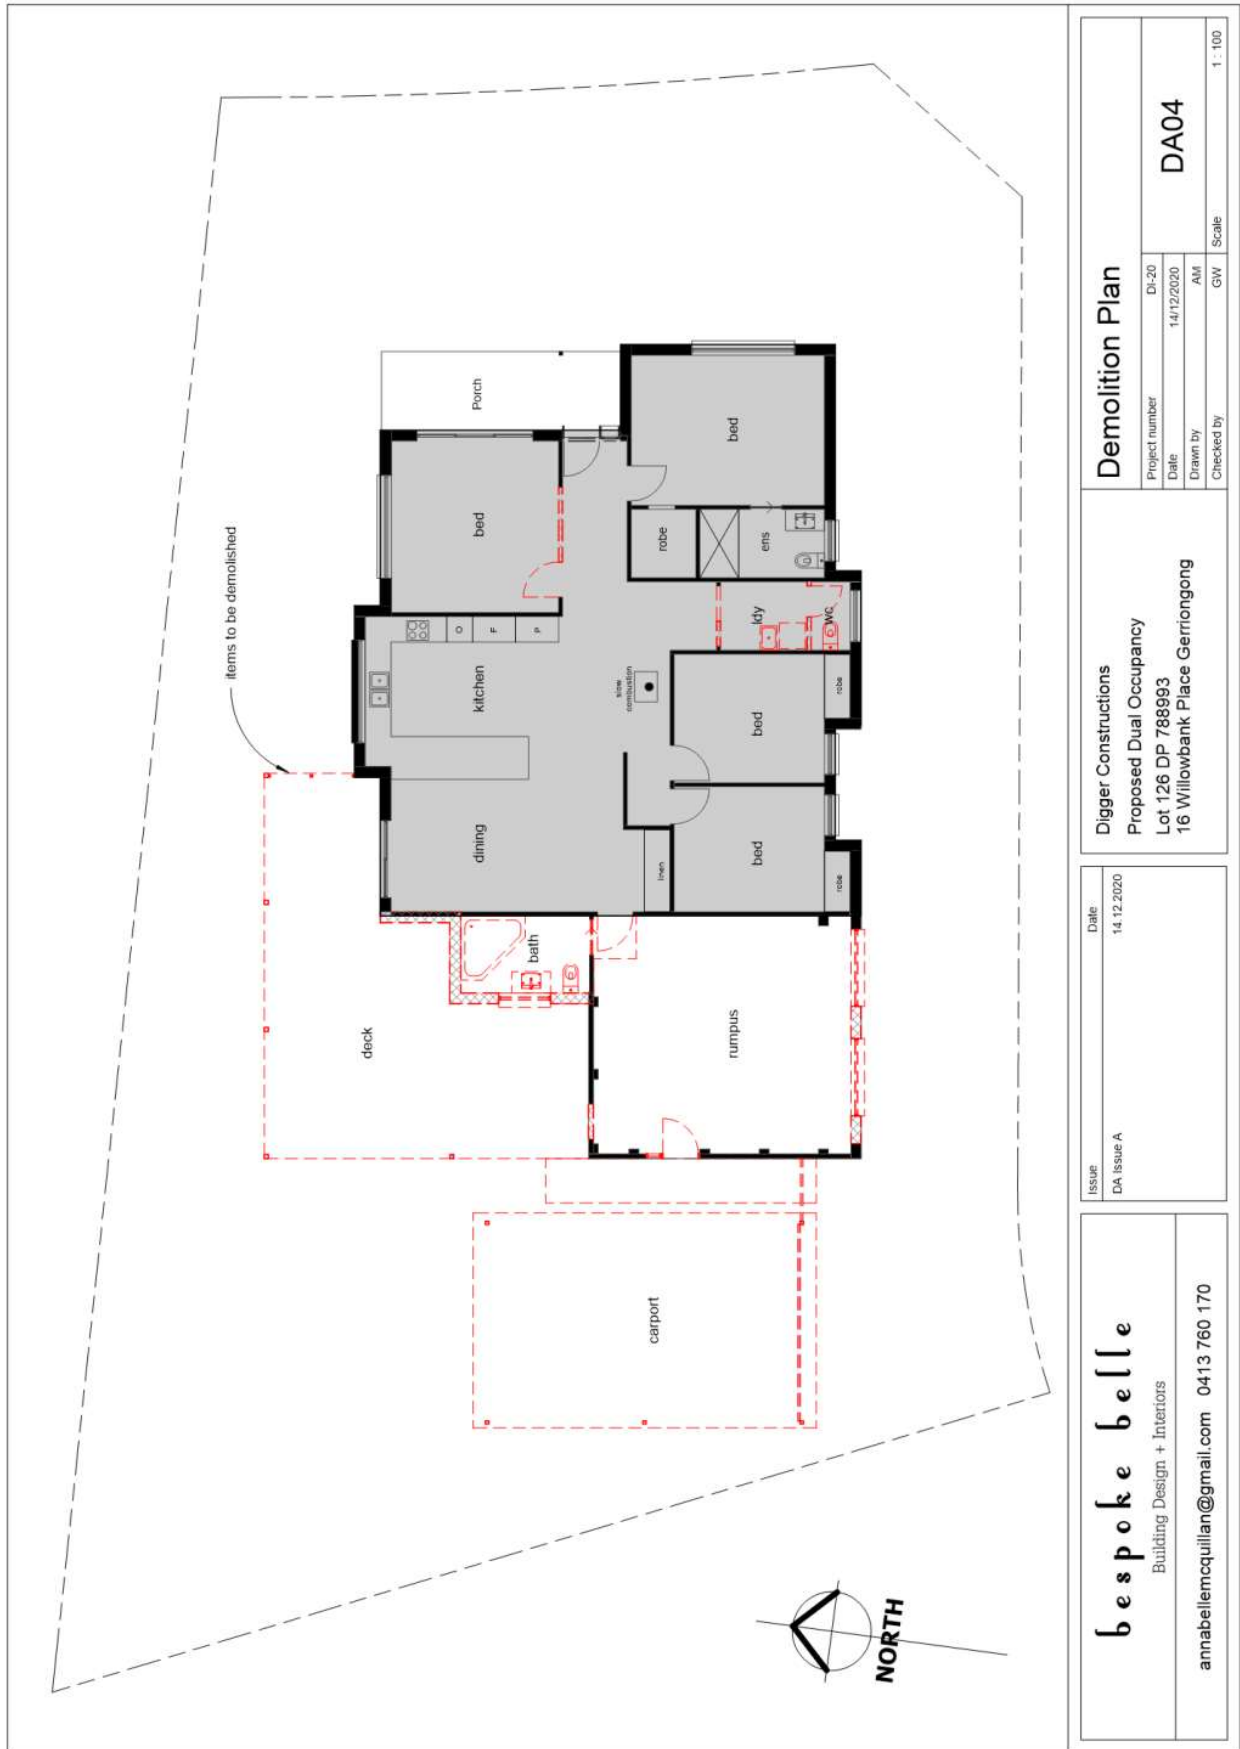 items to be demolished
Porch
bed
bed
robe
ens
kitchen
O
F
P
slow
combustion
ldy
WC
dining
bed
robe
bed
robe
linen
bath
deck
rumpus
carport
NORTH
bespoke belle
Building Design + Interiors
annabellemcquillan@gmail.com 0413 760 170
Issue Date
DA Issue A 14.12.2020
Digger Constructions
Proposed Dual Occupancy
Lot 126 DP 788993
16 Willowbank Place Gerriongong
Demolition Plan
Project number DI-20
Date 14/12/2020
Drawn by AM
Checked by GW
DA04
Scale 1 : 100